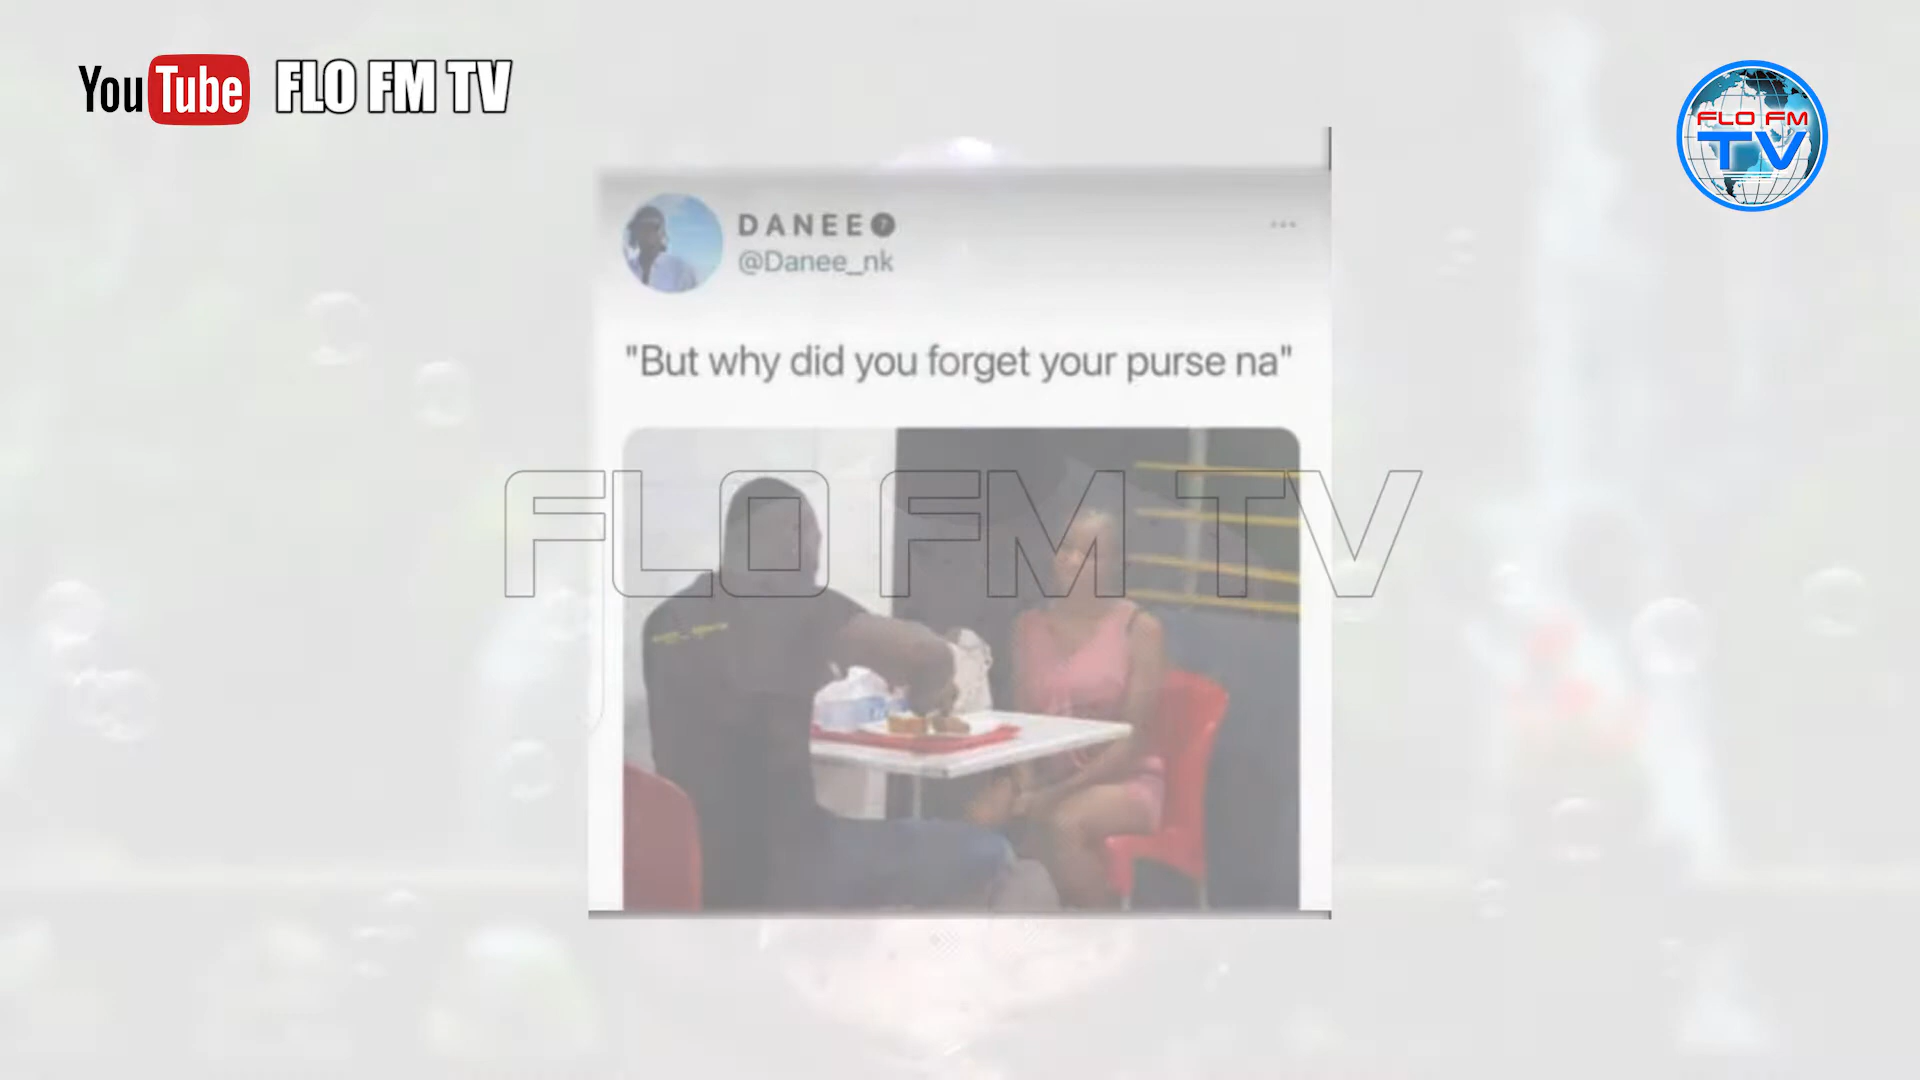 YouTube FLO FM TV
FLO FM
TV
DANEE
@Danee_nk
"But why did you forget your purse na"
FLO FM TV